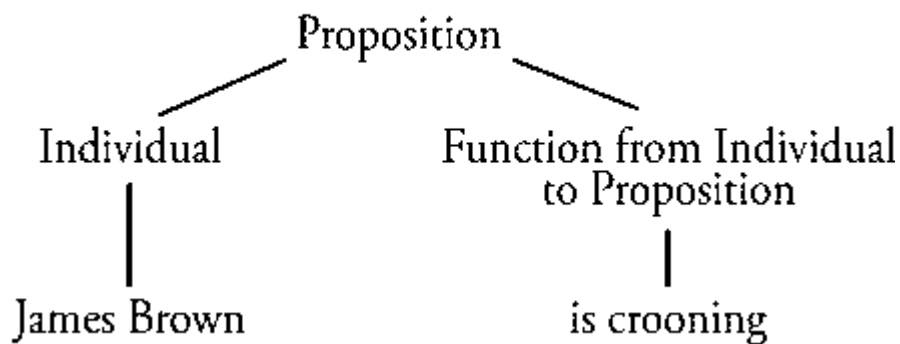 Proposition
Individual
Function from Individual
to Proposition
James Brown
is crooning